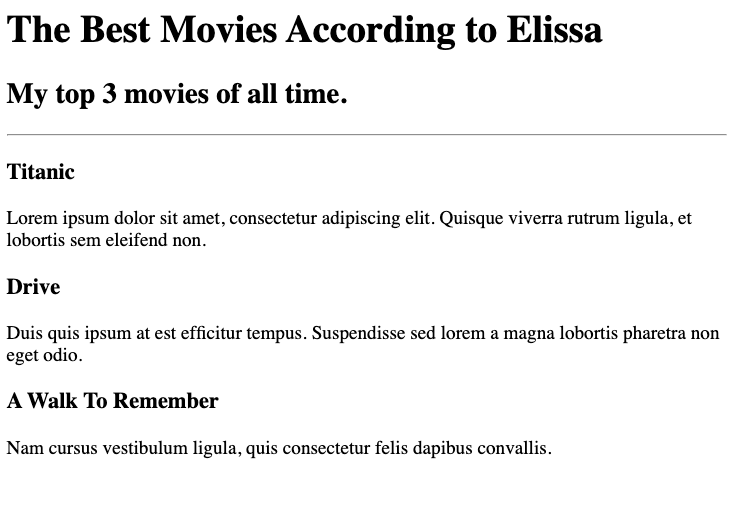 The Best Movies According to Elissa
My top 3 movies of all time.
Titanic
Lorem ipsum dolor sit amet, consectetur adipiscing elit. Quisque viverra rutrum ligula, et
lobortis sem eleifend non.
Drive
Duis quis ipsum at est efficitur tempus. Suspendisse sed lorem a magna lobortis pharetra non
eget odio.
A Walk To Remember
Nam cursus vestibulum ligula, quis consectetur felis dapibus convallis.